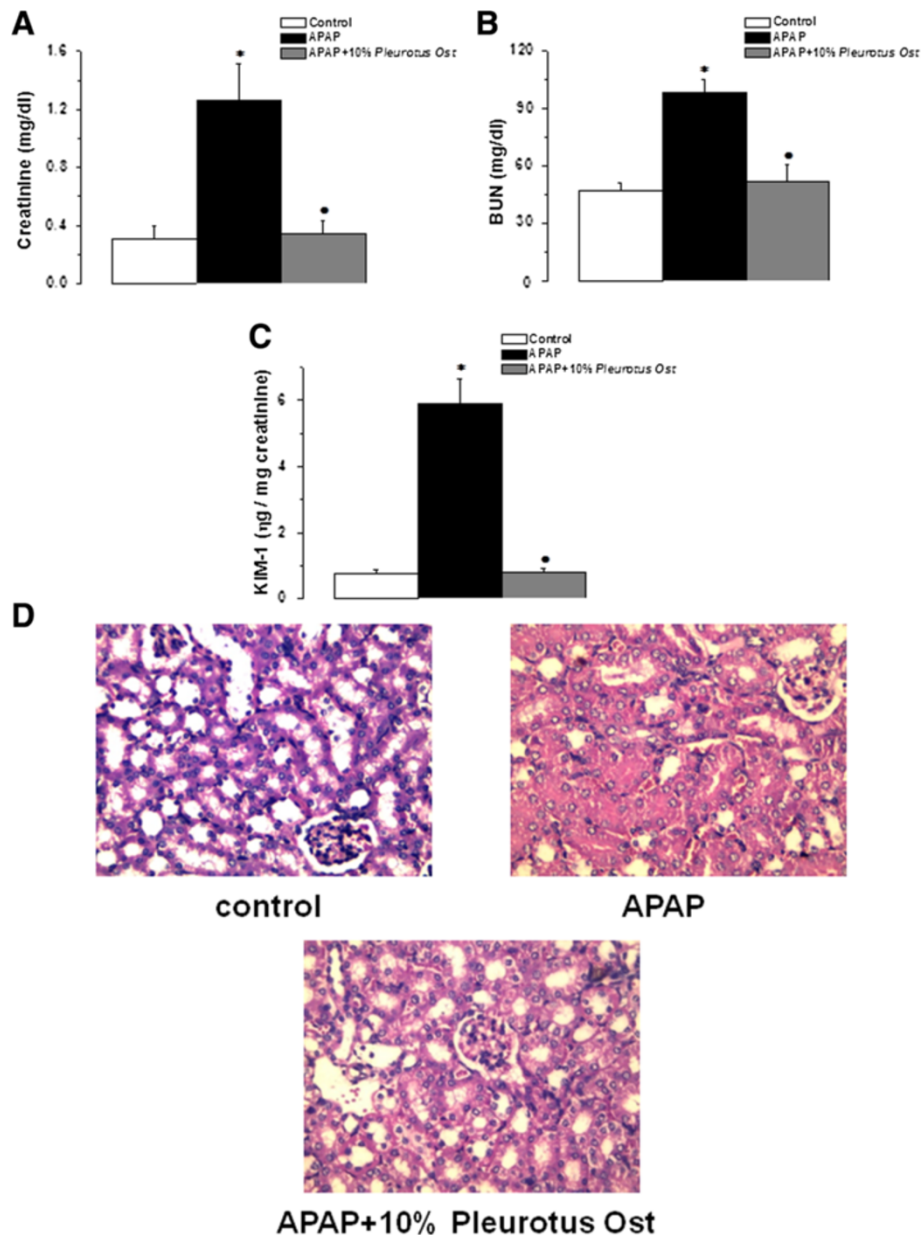 A
Control
APAP
APAP+10% Pleurotus Ost
Creatinine (mg/dl)
1.6
1.2
0.8
0.4
0.0
*
•
B
Control
APAP
APAP+10% Pleurotus Ost
BUN (mg/dl)
120
90
60
30
0
*
•
C
Control
APAP
APAP+10% Pleurotus Ost
KIM-1 (ηg / mg creatinine)
6
4
2
0
*
•
D
control
APAP
APAP+10% Pleurotus Ost